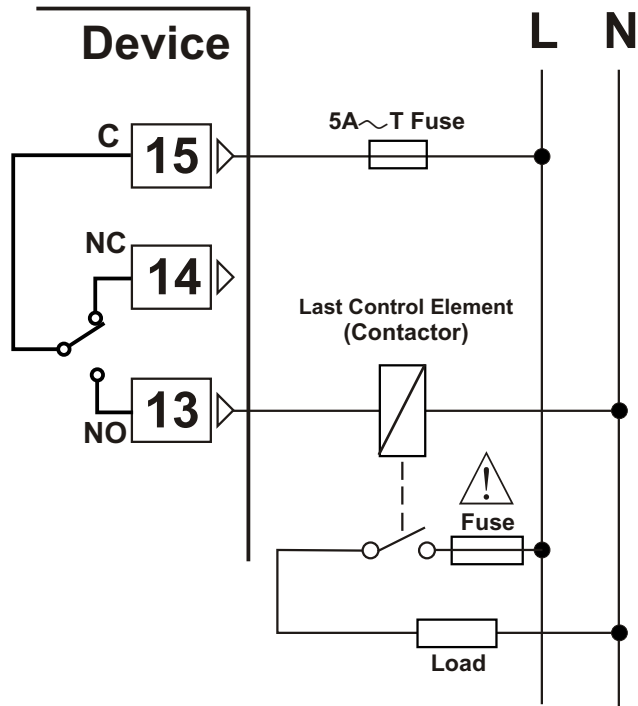 Device
L N
5A～T Fuse
C
15
NC
14
Last Control Element
(Contactor)
13
NO
!
Fuse
Load